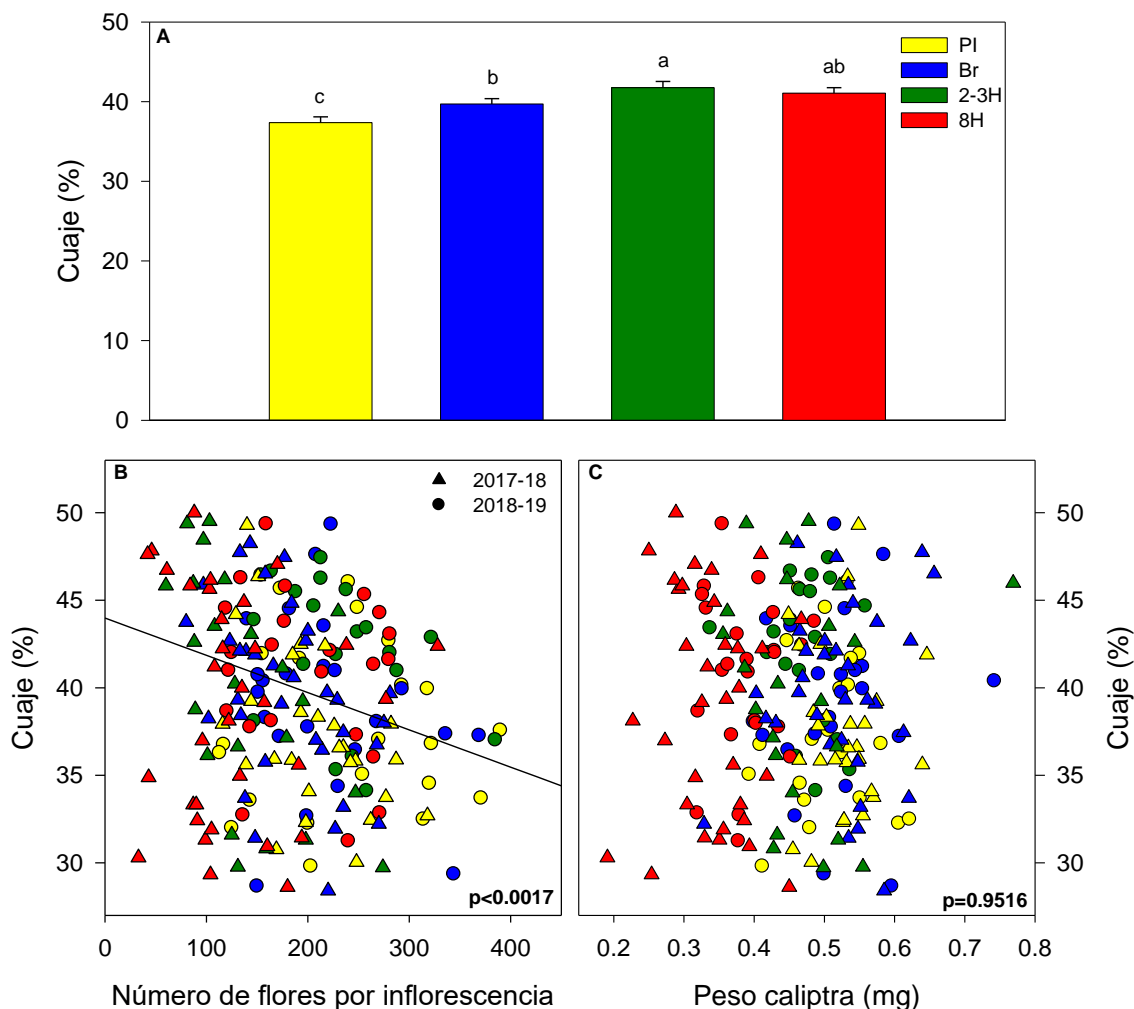 A
PI
Br
2-3H
8H
c
b
a
ab
50
40
30
20
10
0
Cuaje (%)
B
2017-18
2018-19
C
50
45
40
35
30
Cuaje (%)
p<0.0017
0 100 200 300 400
Número de flores por inflorescencia
50
45
40
35
30
Cuaje (%)
p=0.9516
0.2 0.3 0.4 0.5 0.6 0.7 0.8
Peso caliptra (mg)